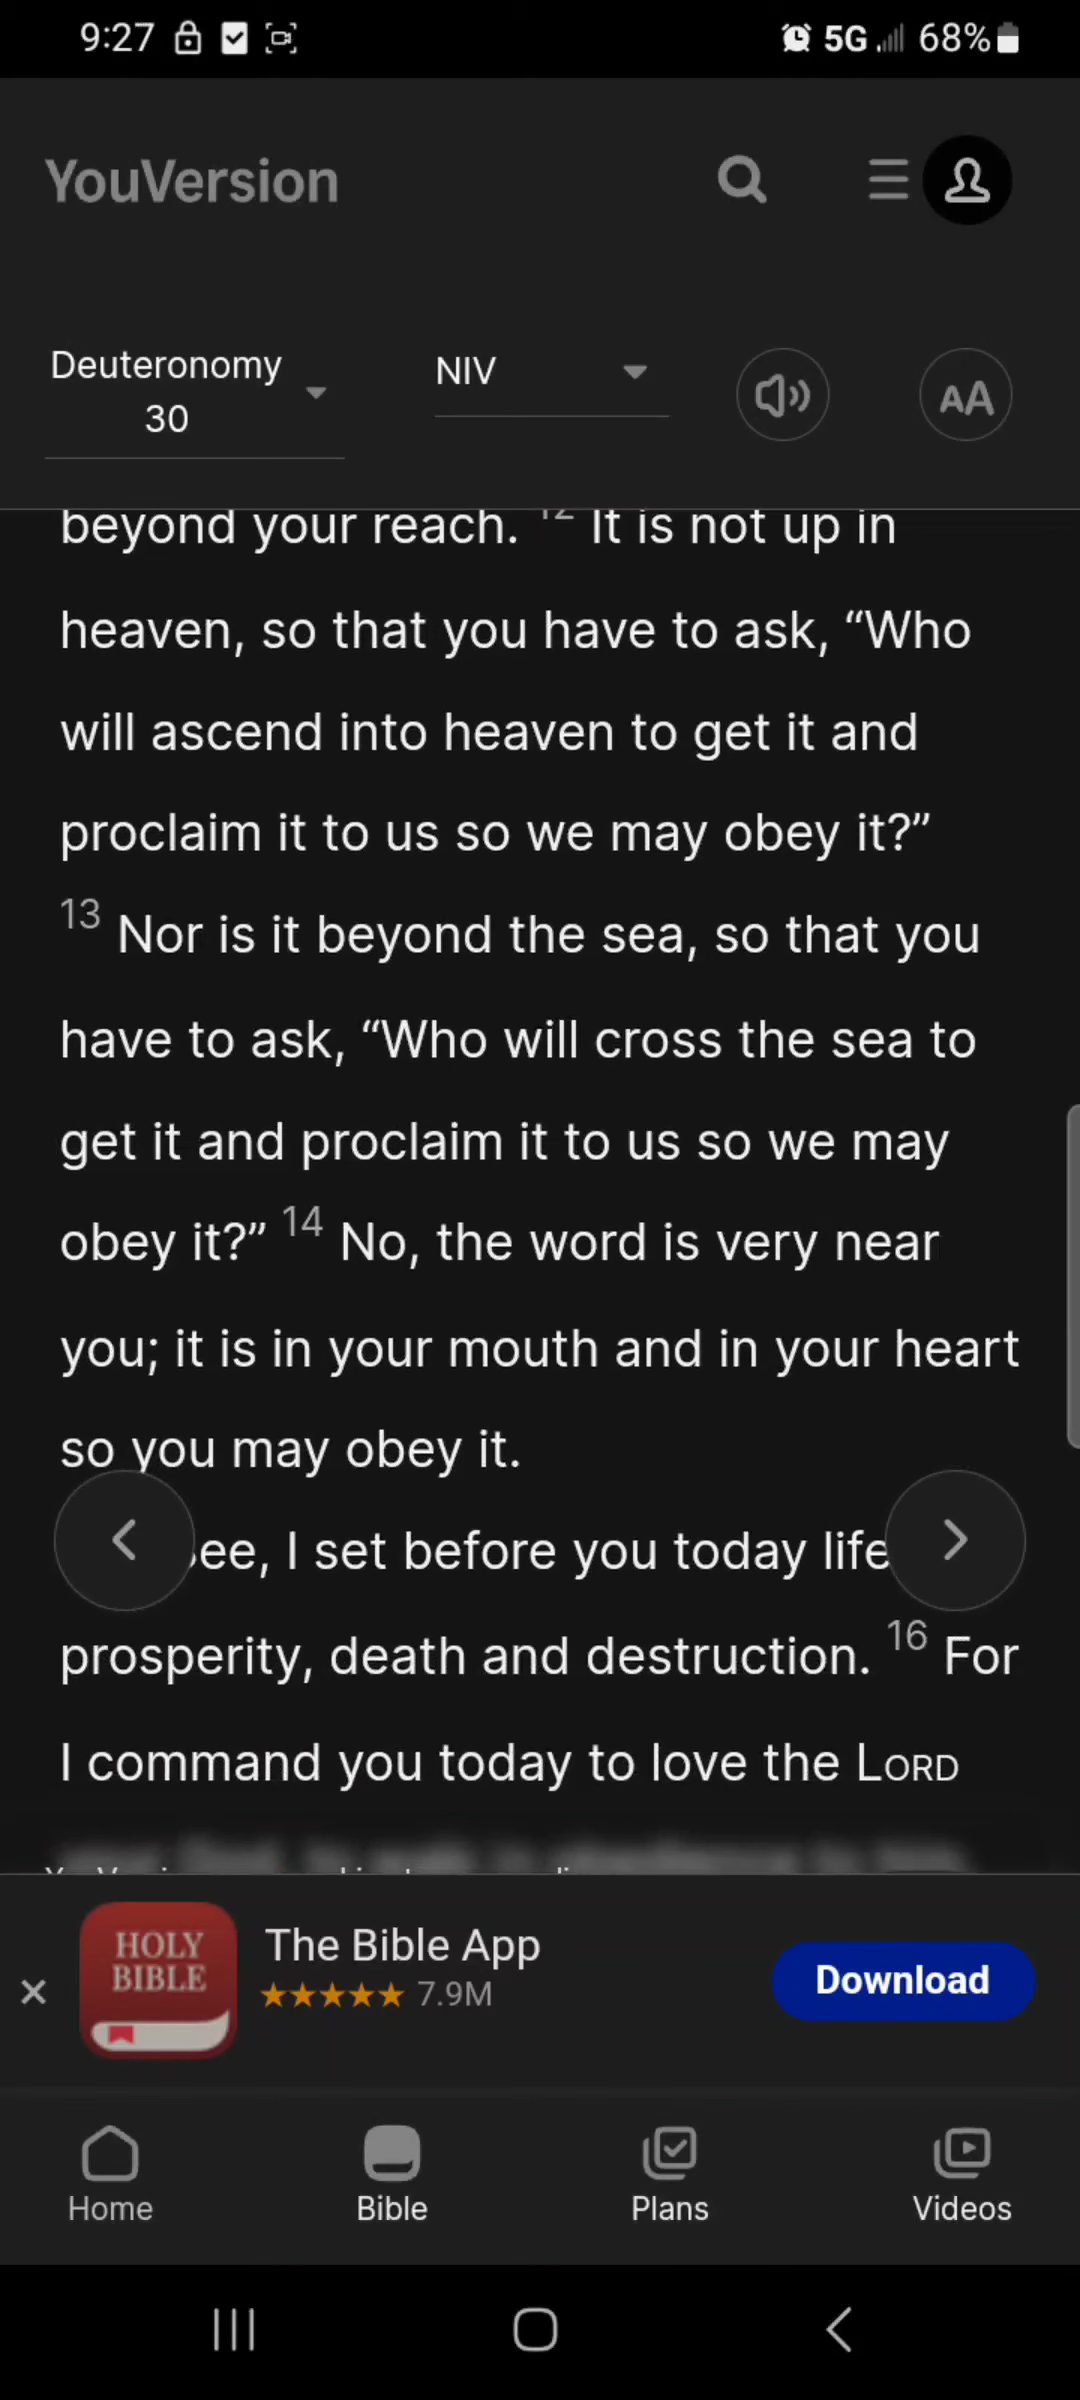 9:27 5G 68%
YouVersion
Deuteronomy
30
NIV
AA
beyond your reach. 12 It is not up in
heaven, so that you have to ask, “Who
will ascend into heaven to get it and
proclaim it to us so we may obey it?”
13 Nor is it beyond the sea, so that you
have to ask, “Who will cross the sea to
get it and proclaim it to us so we may
obey it?” 14 No, the word is very near
you; it is in your mouth and in your heart
so you may obey it.
ee, I set before you today life
prosperity, death and destruction. 16 For
I command you today to love the LORD
HOLY
BIBLE
The Bible App
7.9M
Download
Home
Bible
Plans
Videos